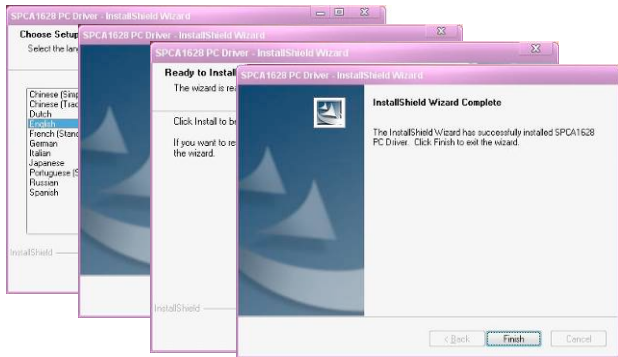 SPCA1628 PC Driver - InstallShield Wizard
Choose Setup
Select the lan
Chinese (Simp
Chinese (Trad
Dutch
English
French (Stand
German
Italian
Japanese
Portuguese (S
Russian
Spanish
InstallShield
SPCA1628 PC Driver - InstallShield Wizard
SPCA1628 PC Driver - InstallShield Wizard
Ready to Install
The wizard is rea
Click Install to be
If you want to re
the wizard.
InstallShield
SPCA1628 PC Driver - InstallShield Wizard
InstallShield Wizard Complete
The InstallShield Wizard has successfully installed SPCA1628
PC Driver. Click Finish to exit the wizard.
< Back
Finish
Cancel